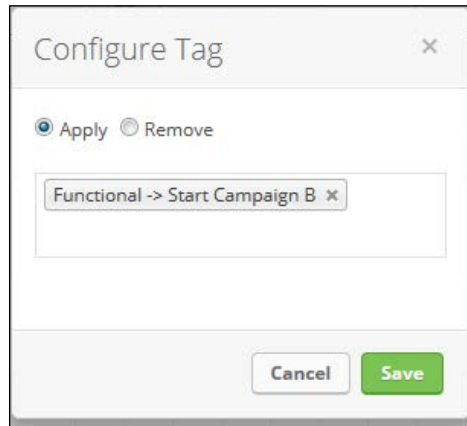 Configure Tag ×
Apply Remove
Functional -> Start Campaign B ×
Cancel Save